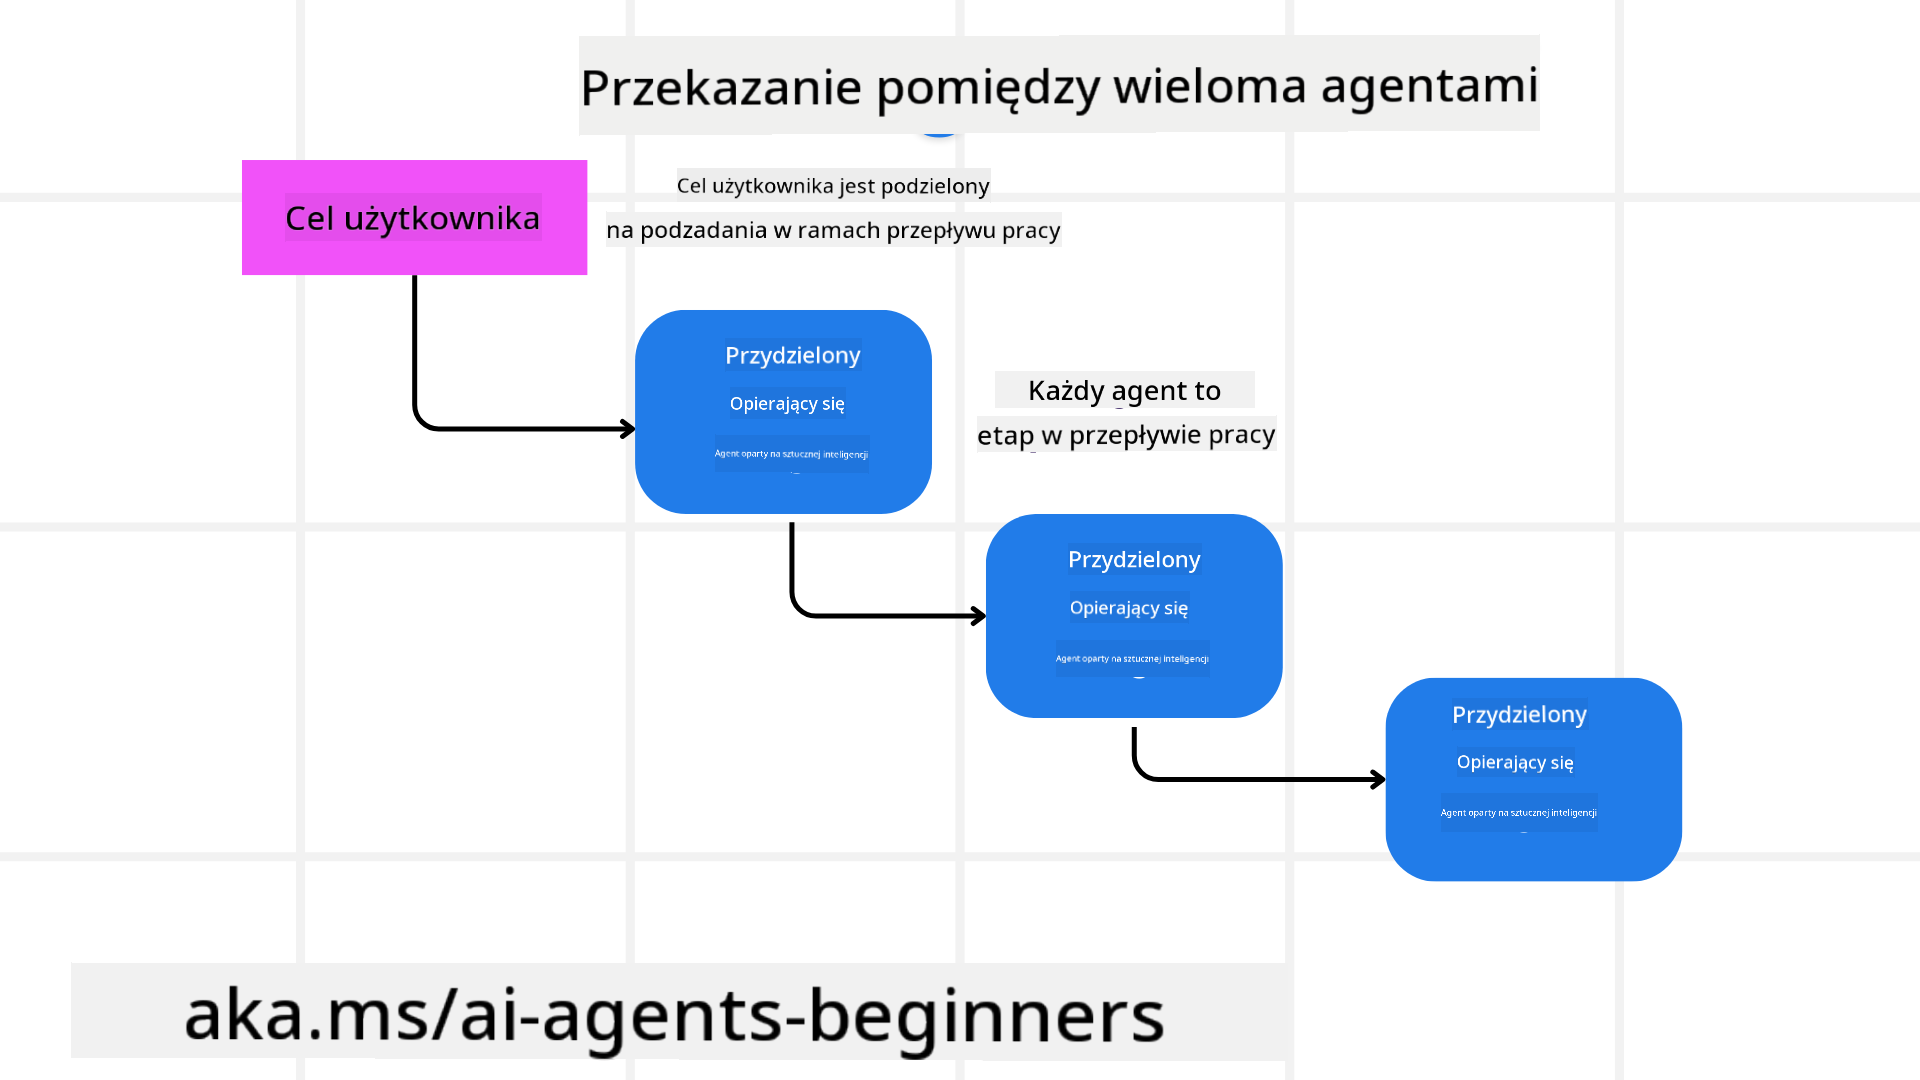 Przekazanie pomiędzy wieloma agentami
Cel użytkownika
Cel użytkownika jest podzielony
na podzadania w ramach przepływu pracy
Przydzielony
Opierający się
Agent oparty na sztucznej inteligencji
Każdy agent to
etap w przepływie pracy
Przydzielony
Opierający się
Agent oparty na sztucznej inteligencji
Przydzielony
Opierający się
Agent oparty na sztucznej inteligencji
aka.ms/ai-agents-beginners